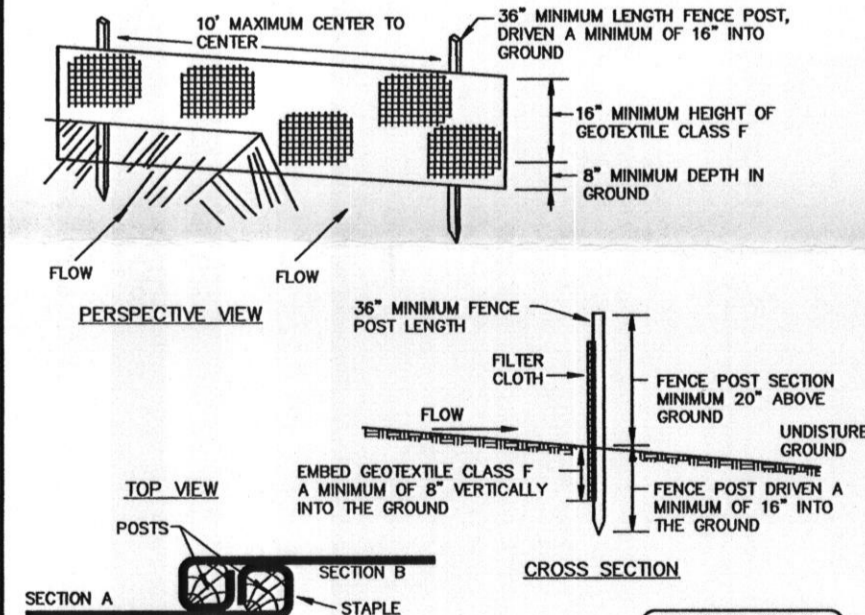 10' MAXIMUM CENTER TO
CENTER
36" MINIMUM LENGTH FENCE POST,
DRIVEN A MINIMUM OF 16" INTO
GROUND
16" MINIMUM HEIGHT OF
GEOTEXTILE CLASS F
8" MINIMUM DEPTH IN
GROUND
FLOW
FLOW
PERSPECTIVE VIEW
36" MINIMUM FENCE
POST LENGTH
FILTER
CLOTH
FENCE POST SECTION
MINIMUM 20" ABOVE
GROUND
FLOW
UNDISTURE
GROUND
EMBED GEOTEXTILE CLASS F
A MINIMUM OF 8" VERTICALLY
INTO THE GROUND
FENCE POST DRIVEN A
MINIMUM OF 16" INTO
THE GROUND
CROSS SECTION
TOP VIEW
POSTS
SECTION B
SECTION A
STAPLE